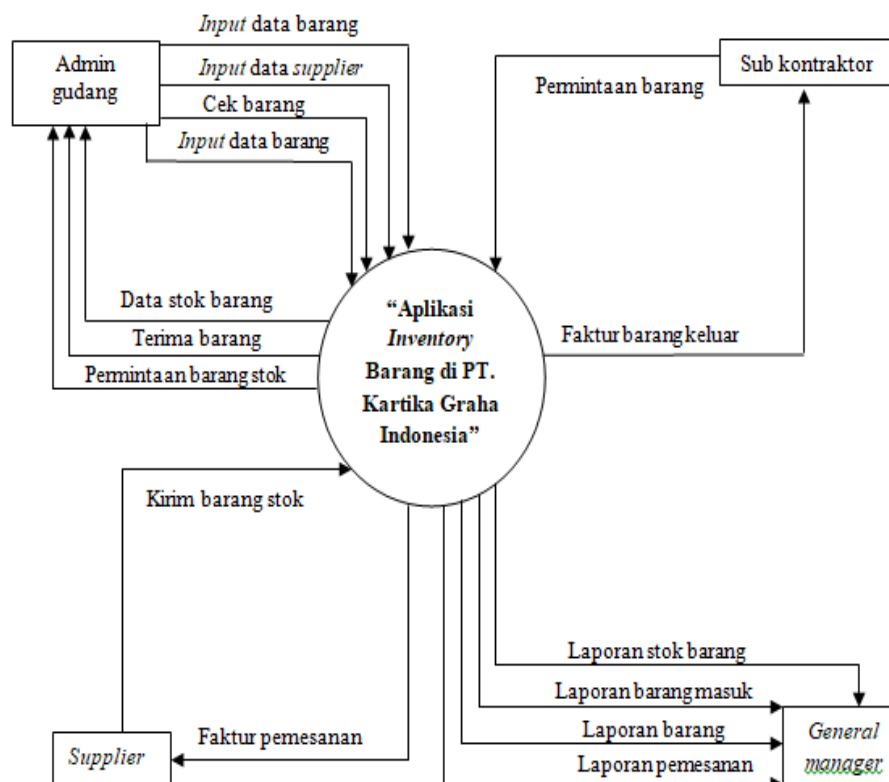 Input data barang
Admin
gudang
Input data supplier
Cek barang
Input data barang
Sub kontraktor
Permintaan barang
Data stok barang
Terima barang
Permintaan barang stok
“Aplikasi
Inventory
Barang di PT.
Kartika Graha
Indonesia”
Faktur barang keluar
Kirim barang stok
Laporan stok barang
Laporan barang masuk
Laporan barang
Laporan pemesanan
General
manager
Faktur pemesanan
Supplier